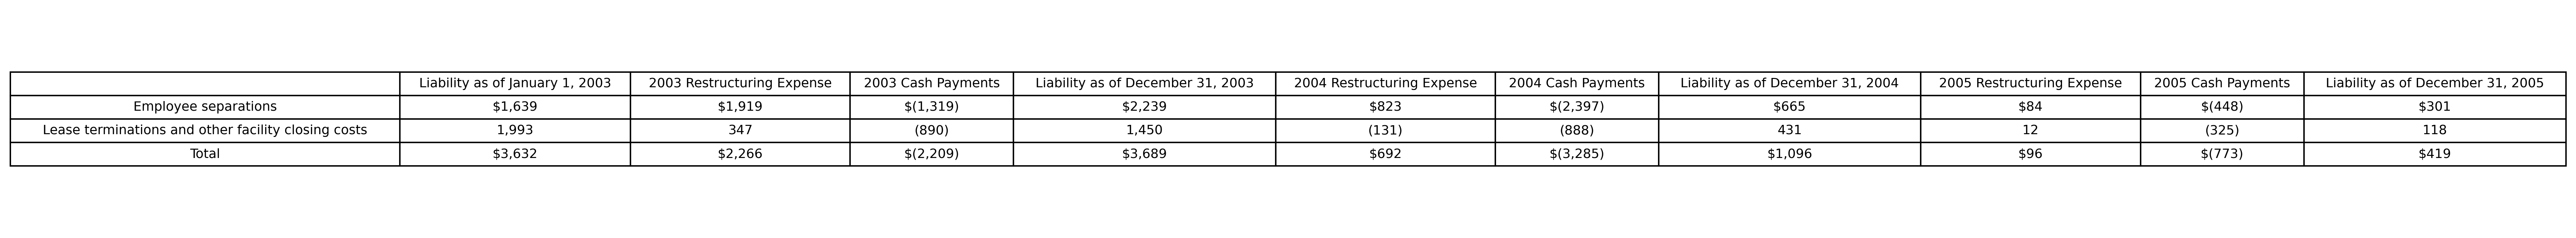 Liability as of January 1, 2003 2003 Restructuring Expense 2003 Cash Payments Liability as of December 31, 2003 2004 Restructuring Expense 2004 Cash Payments Liability as of December 31, 2004 2005 Restructuring Expense 2005 Cash Payments Liability as of December 31, 2005
Employee separations $1,639 $1,919 $(1,319) $2,239 $823 $(2,397) $665 $84 $(448) $301
Lease terminations and other facility closing costs 1,993 347 (890) 1,450 (131) (888) 431 12 (325) 118
Total $3,632 $2,266 $(2,209) $3,689 $692 $(3,285) $1,096 $96 $(773) $419